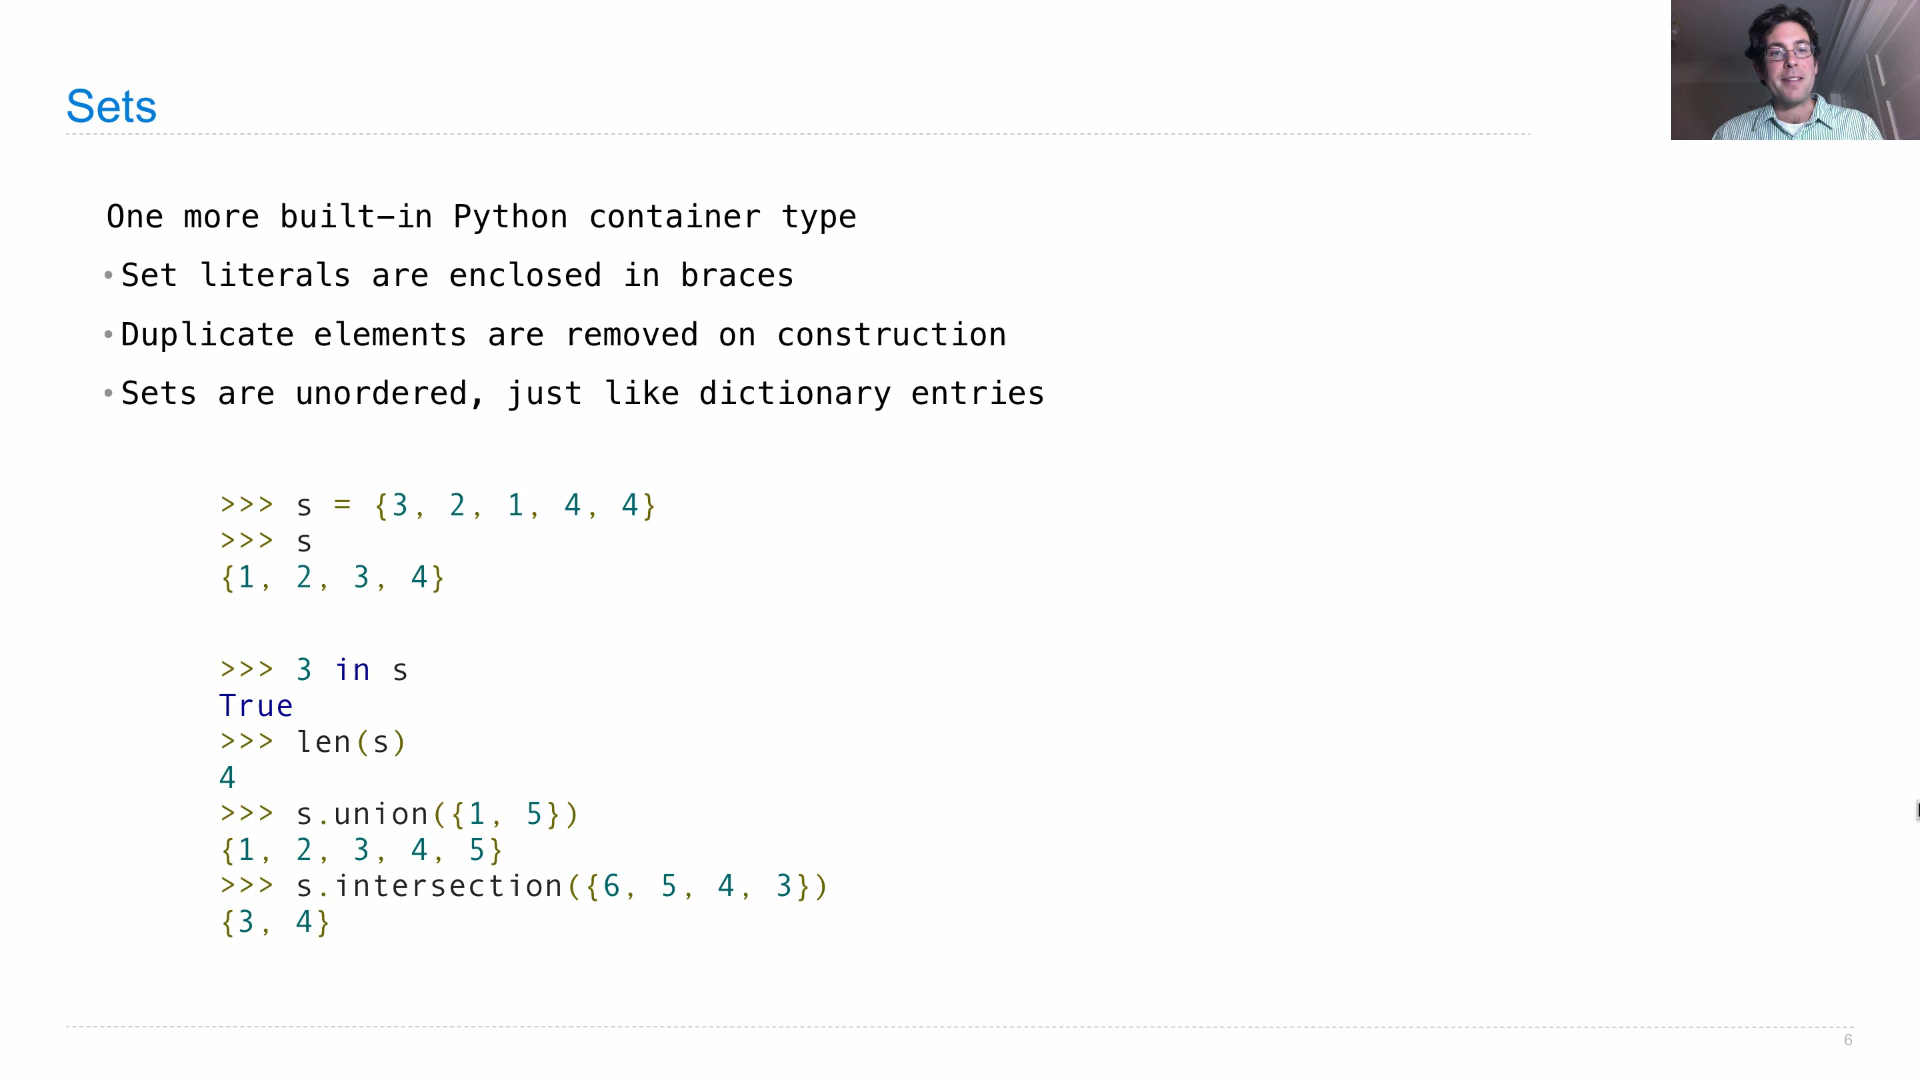 Sets
One more built-in Python container type
•Set literals are enclosed in braces
•Duplicate elements are removed on construction
•Sets are unordered, just like dictionary entries
>>> s = {3, 2, 1, 4, 4}
>>> s
{1, 2, 3, 4}
>>> 3 in s
True
>>> len(s)
4
>>> s.union({1, 5})
{1, 2, 3, 4, 5}
>>> s.intersection({6, 5, 4, 3})
{3, 4}
6